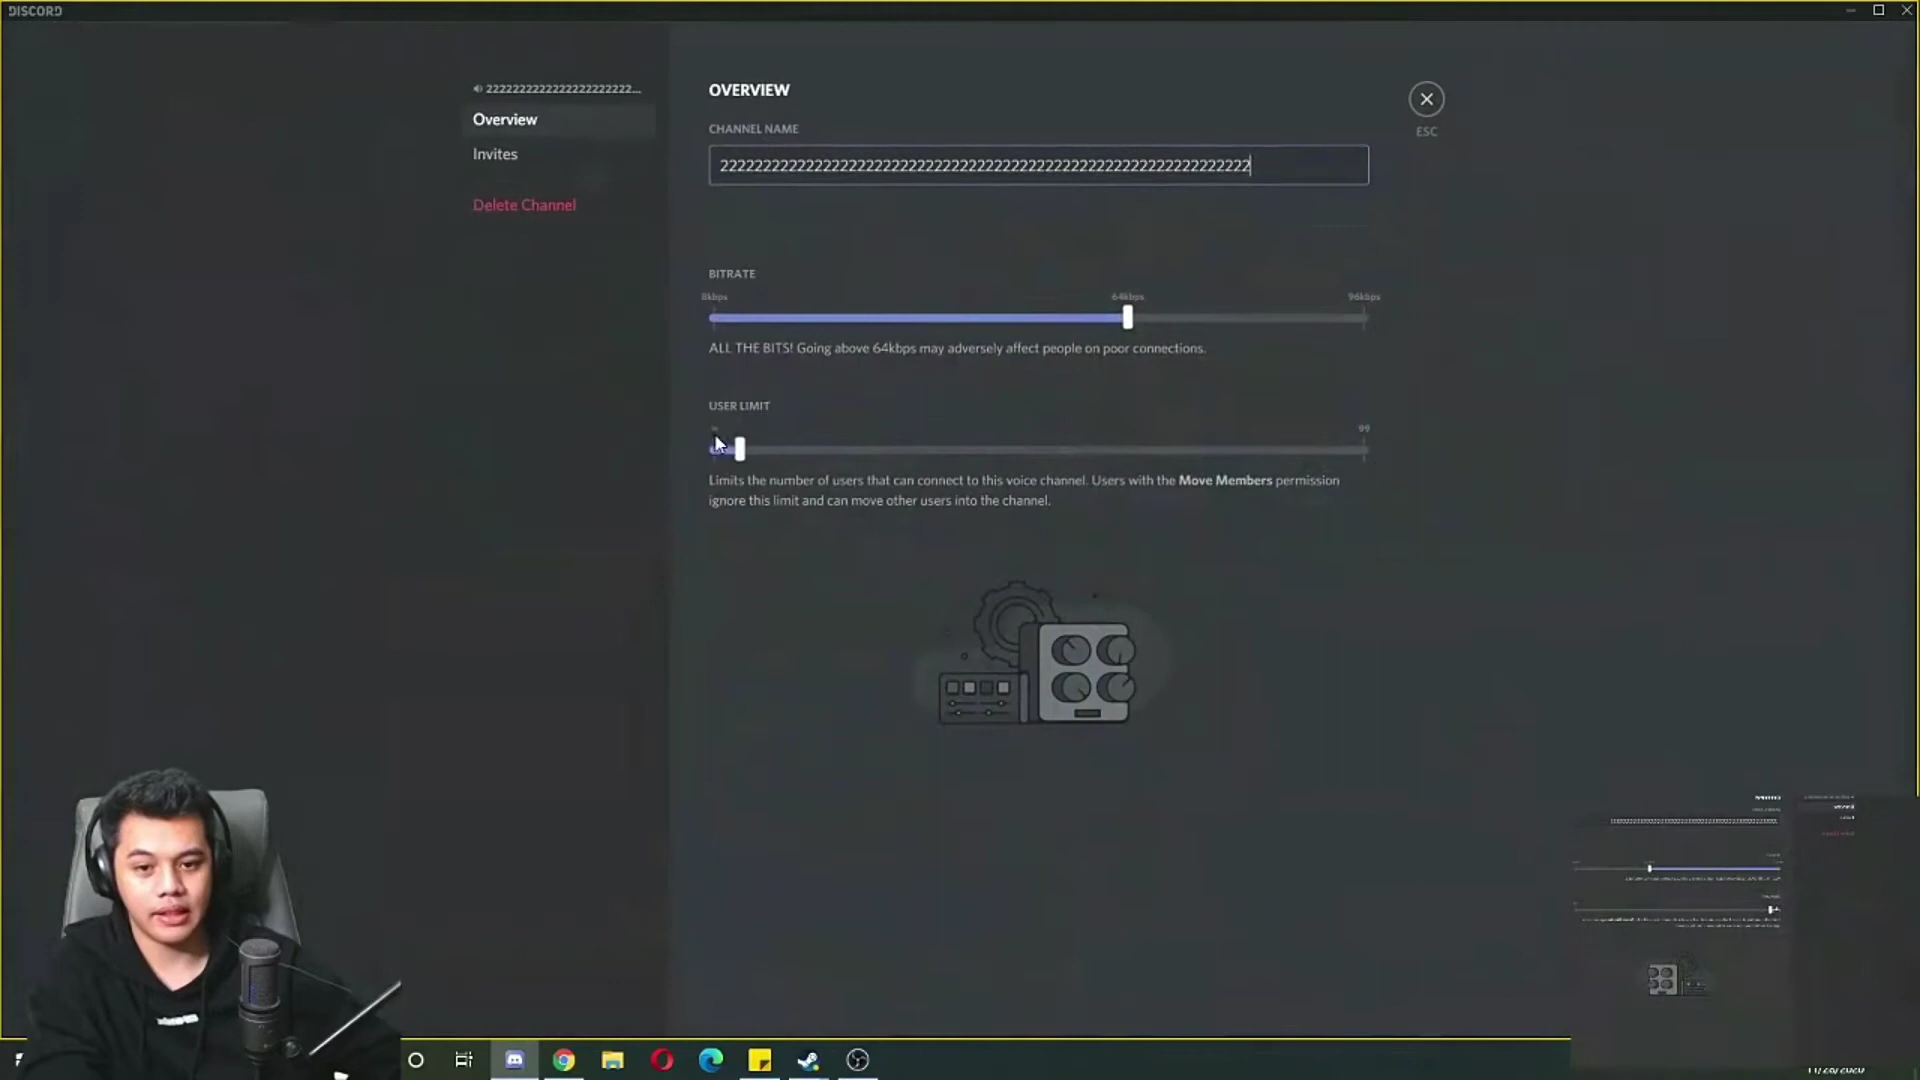 DISCORD
OVERVIEW
CHANNEL NAME
Overview
Invites
Delete Channel
ESC
BITRATE
8kbps
64kbps
96kbps
ALL THE BITS! Going above 64kbps may adversely affect people on poor connections.
USER LIMIT
99
Limits the number of users that can connect to this voice channel. Users with the Move Members permission
ignore this limit and can move other users into the channel.